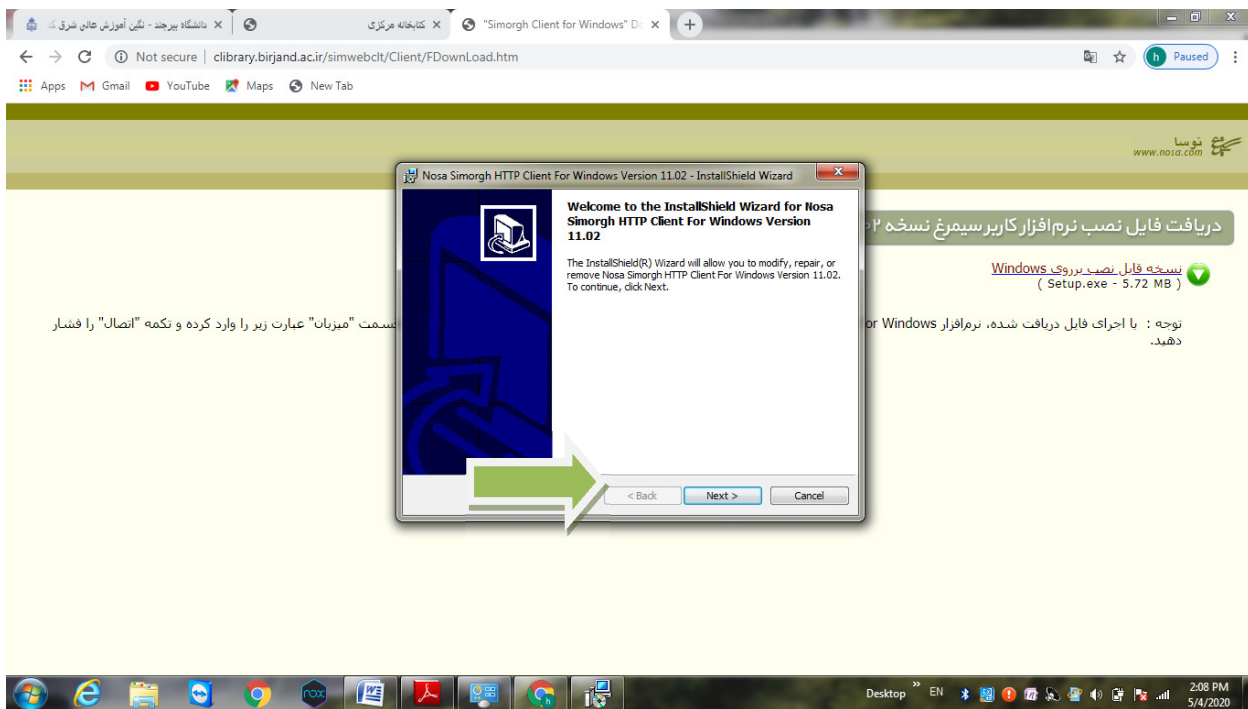 دانشگاه بیرجند - نگین آموزش عالی شرق ک
کتابخانه مرکزی
"Simorgh Client for Windows" Do
Not secure | clibrary.birjand.ac.ir/simwebclt/Client/FDownLoad.htm
h Paused
Apps Gmail YouTube Maps New Tab
نوسا
www.nosa.com
Nosa Simorgh HTTP Client For Windows Version 11.02 - InstallShield Wizard
Welcome to the InstallShield Wizard for Nosa
Simorgh HTTP Client For Windows Version
11.02
The InstallShield(R) Wizard will allow you to modify, repair, or
remove Nosa Simorgh HTTP Client For Windows Version 11.02.
To continue, click Next.
< Back Next > Cancel
دریافت فایل نصب نرم‌افزار کاربر سیمرغ نسخه
نسخه قابل نصب برروی Windows
( Setup.exe - 5.72 MB )
توجه : با اجرای فایل دریافت شده، نرم‌افزار or Windows قسمت "میزبان" عبارت زیر را وارد کرده و تکمه "اتصال" را فشار
دهید.
nox
Desktop » EN
2:08 PM
5/4/2020